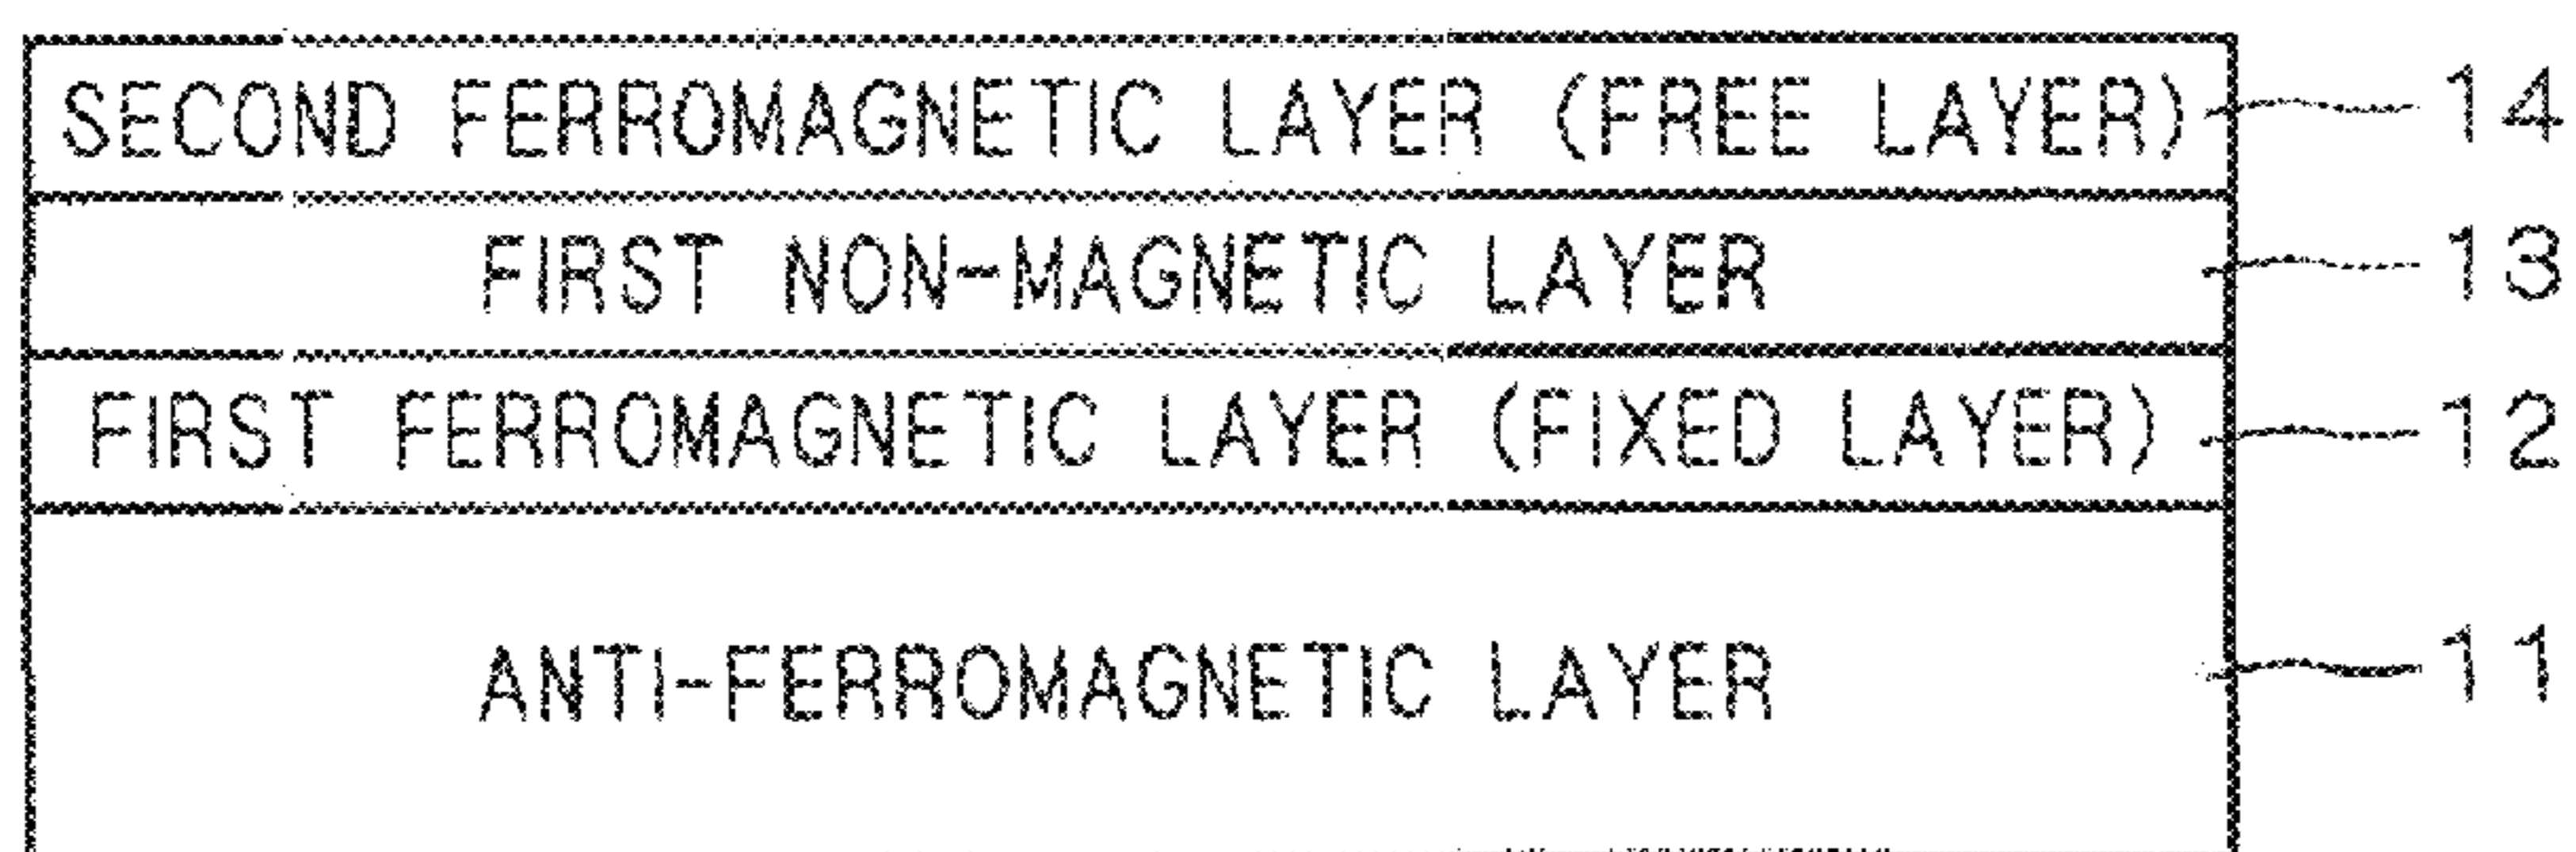 SECOND FERROMAGNETIC LAYER (FREE LAYER) 14
FIRST NON-MAGNETIC LAYER 13
FIRST FERROMAGNETIC LAYER (FIXED LAYER) 12
ANTI-FERROMAGNETIC LAYER 11